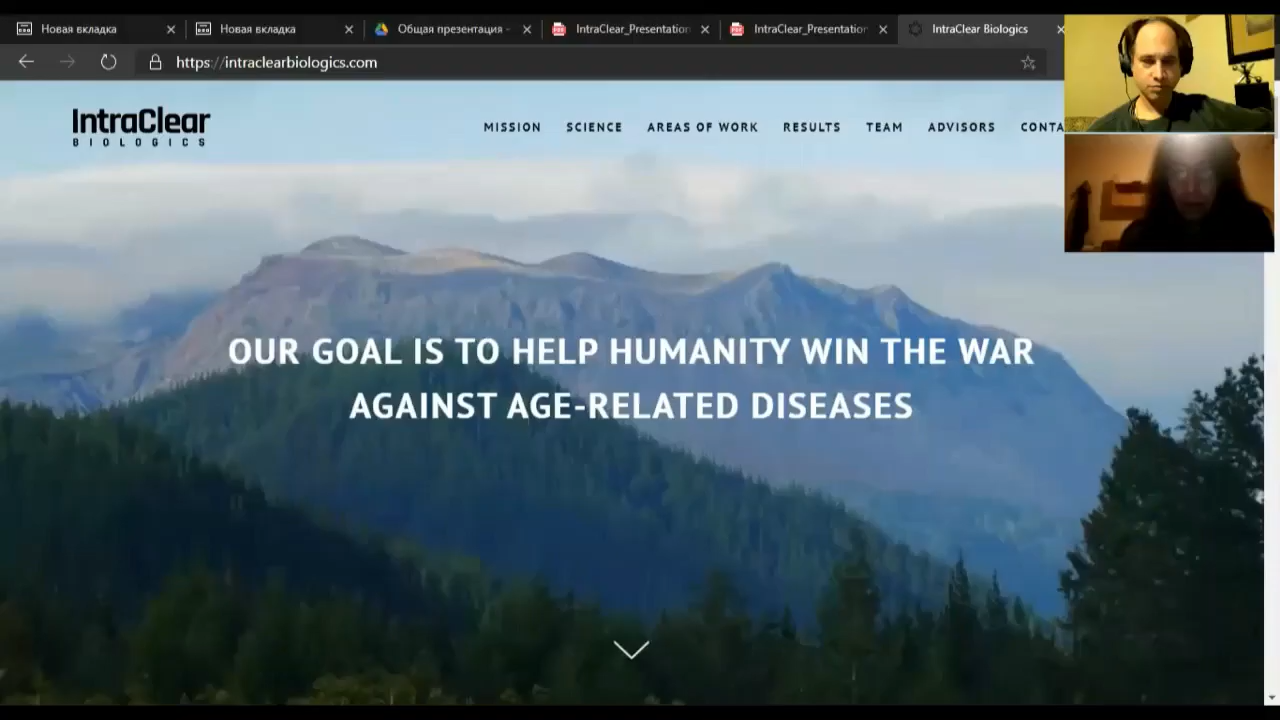 Новая вкладка
Новая вкладка
Общая презентация -
IntraClear_Presentation
IntraClear_Presentation
IntraClear Biologics
https://intraclearbiologics.com
IntraClear
BIOLOGICS
MISSION
SCIENCE
AREAS OF WORK
RESULTS
TEAM
ADVISORS
CONTA
OUR GOAL IS TO HELP HUMANITY WIN THE WAR
AGAINST AGE-RELATED DISEASES